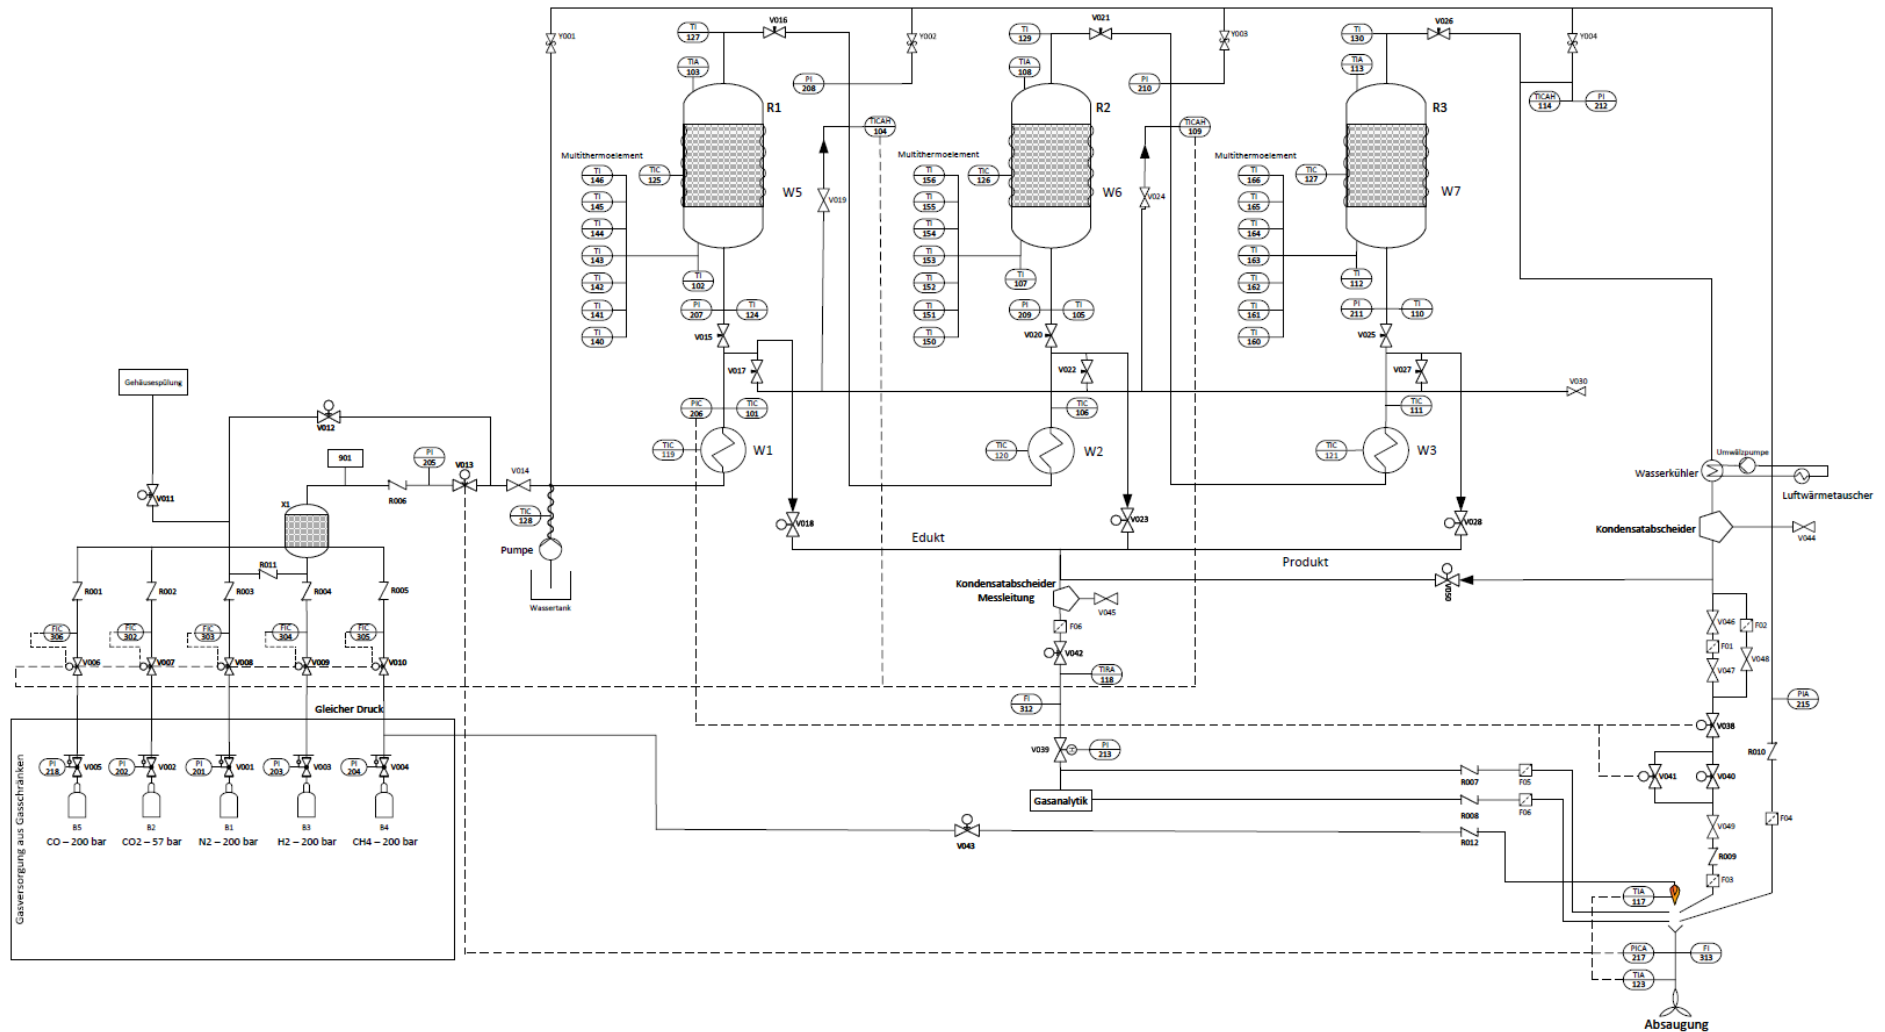 V016
V021
V026
TI
127
TI
129
TI
130
Y001
Y002
Y003
Y004
TIA
103
TIA
108
TIA
113
PI
208
PI
210
TICAH
114
PI
212
R1
R2
R3
TICAH
104
TICAH
109
Multithermoelement
Multithermoelement
Multithermoelement
TI
146
TI
145
TI
144
TI
143
TI
142
TI
141
TI
140
TIC
125
W5
V019
TI
156
TI
155
TI
154
TI
153
TI
152
TI
151
TI
150
TIC
126
W6
V024
TI
166
TI
165
TI
164
TI
163
TI
162
TI
161
TI
160
TIC
127
W7
TI
102
TI
107
TI
112
PI
207
TI
124
PI
209
TI
105
PI
211
TI
110
V015
V020
V025
V017
V022
V027
V030
Gehäusespülung
PIC
206
TIC
101
TIC
106
TIC
111
V012
TIC
119
W1
TIC
120
W2
TIC
121
W3
901
PI
205
V013
V014
R006
V011
X1
Umwälzpumpe
Wasserkühler
Luftwärmetauscher
TIC
128
V018
V023
V028
Kondensatabscheider
V044
Pumpe
Edukt
Produkt
R011
Kondensatabscheider
Messleitung
V050
R001
R002
R003
R004
R005
Wassertank
V045
F06
V046
F02
F01
V047
V048
FIC
306
FIC
302
FIC
303
FIC
304
FIC
305
V006
V007
V008
V009
V010
V042
TIRA
118
FI
312
PIA
215
Gleicher Druck
V038
V039
PI
213
R010
PI
218
V005
PI
202
V002
PI
201
V001
PI
203
V003
PI
204
V004
R007
F05
V041
V040
Gasanalytik
R008
F06
B5
B2
B1
B3
B4
CO – 200 bar
CO2 – 57 bar
N2 – 200 bar
H2 – 200 bar
CH4 – 200 bar
V043
R012
V049
F04
R009
F03
TIA
117
Gasversorgung aus Gasschränken
PICA
217
FI
313
TIA
123
Absaugung